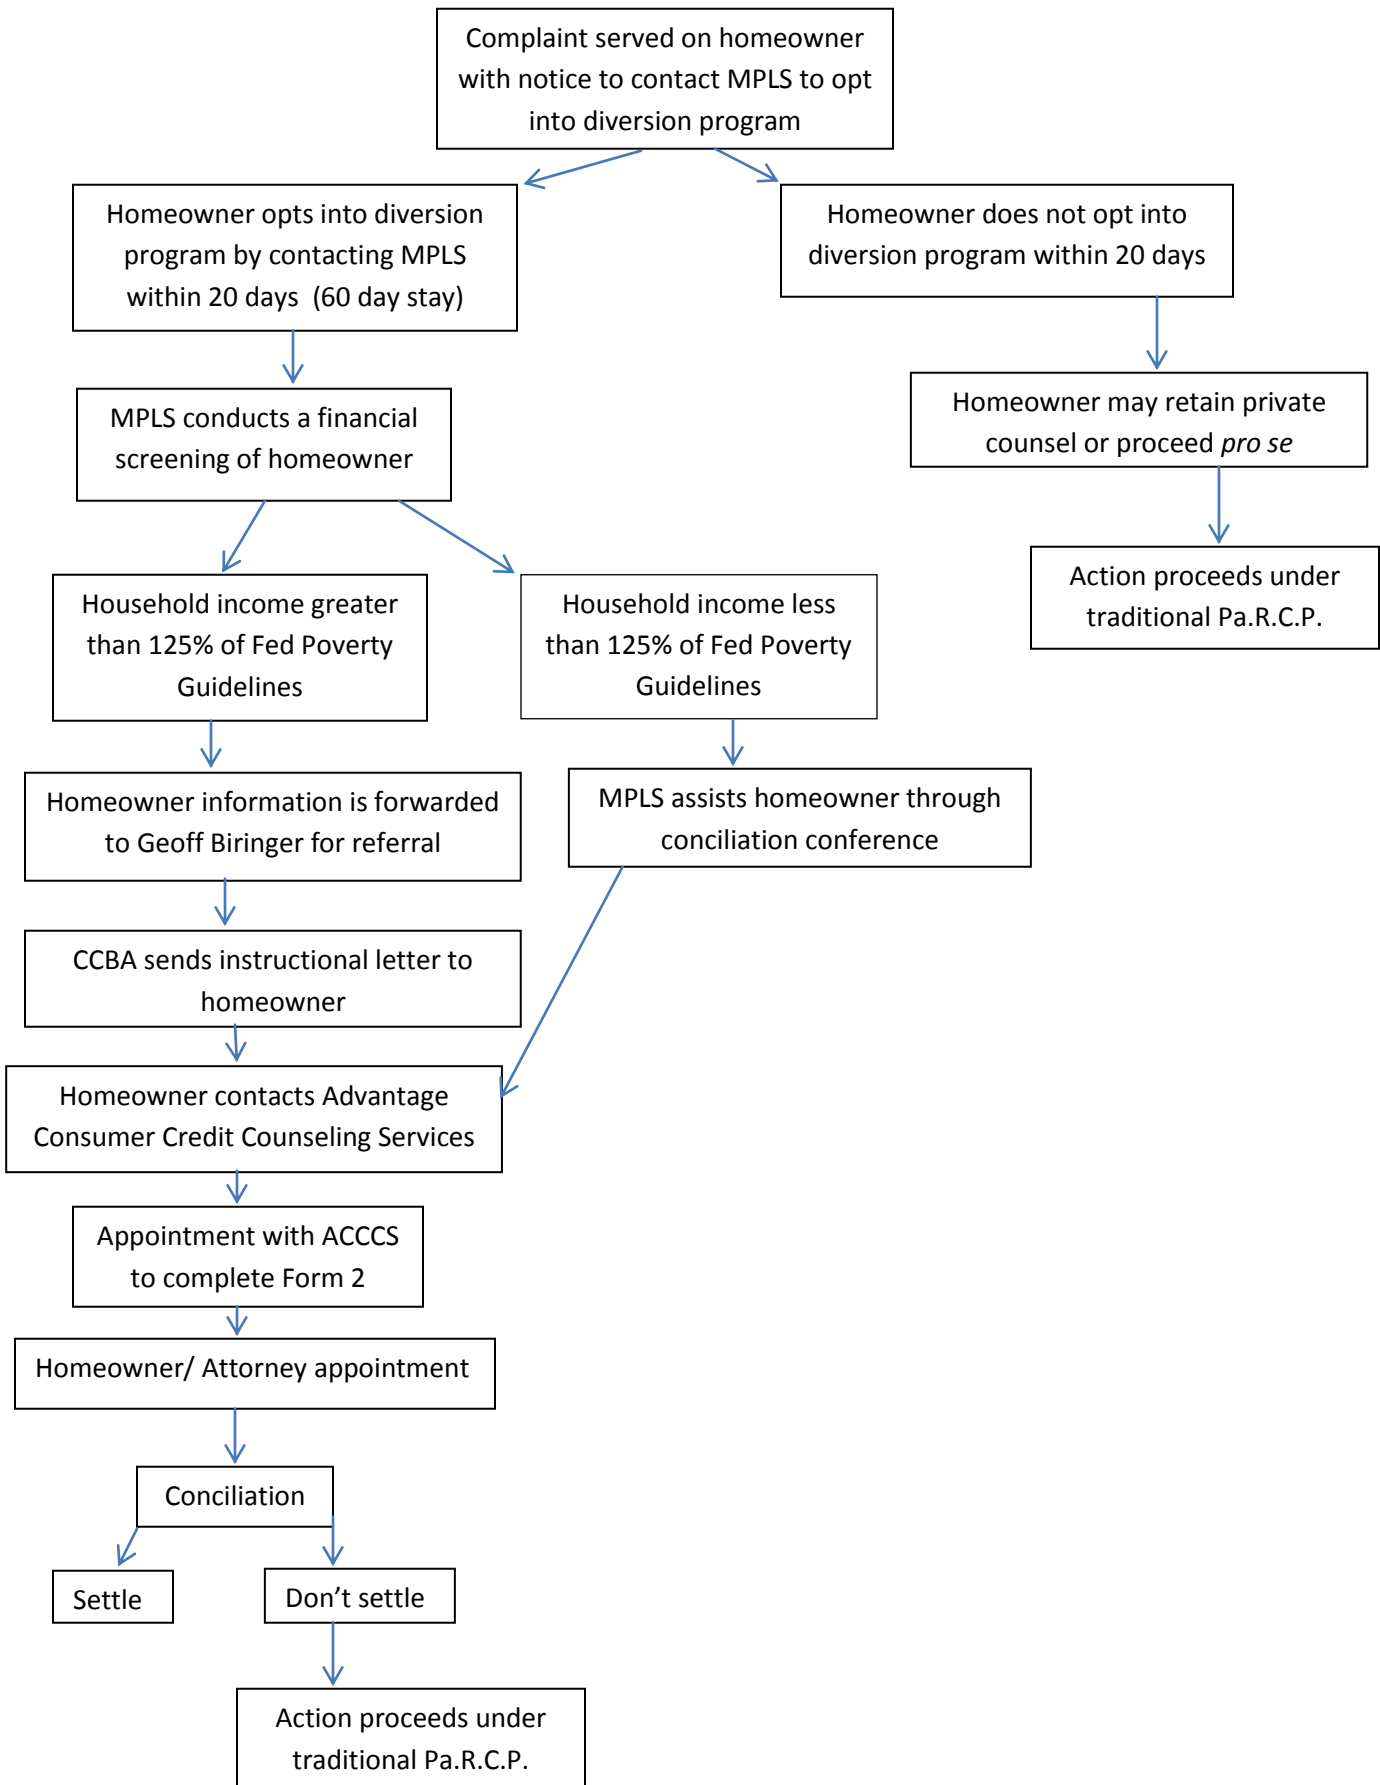 Complaint served on homeowner
with notice to contact MPLS to opt
into diversion program
Homeowner opts into diversion
program by contacting MPLS
within 20 days  (60 day stay)
Homeowner does not opt into
diversion program within 20 days
MPLS conducts a financial
screening of homeowner
Homeowner may retain private
counsel or proceed pro se
Action proceeds under
traditional Pa.R.C.P.
Household income greater
than 125% of Fed Poverty
Guidelines
Household income less
than 125% of Fed Poverty
Guidelines
Homeowner information is forwarded
to Geoff Biringer for referral
MPLS assists homeowner through
conciliation conference
CCBA sends instructional letter to
homeowner
Homeowner contacts Advantage
Consumer Credit Counseling Services
Appointment with ACCCS
to complete Form 2
Homeowner/ Attorney appointment
Conciliation
Settle
Don’t settle
Action proceeds under
traditional Pa.R.C.P.